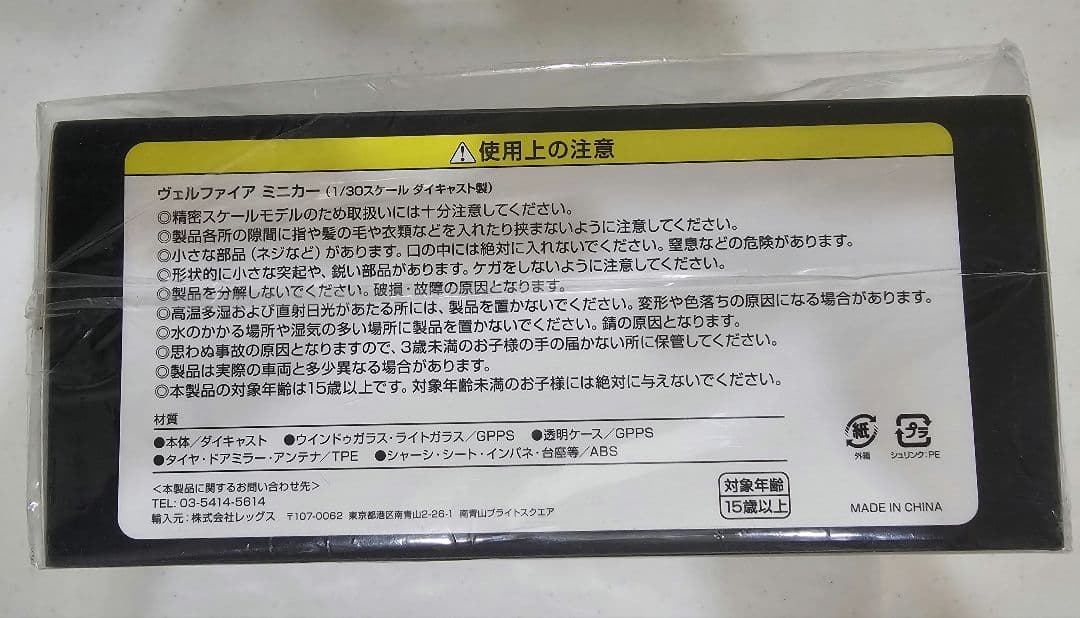 ⚠使用上の注意
ヴェルファイア ミニカー(1/30スケール ダイキャスト製)
◎精密スケールモデルのため取扱いには十分注意してください。
◎製品各所の隙間に指や髪の毛や衣類などを入れたり挟まないように注意してください。
◎小さな部品(ネジなど)があります。口の中には絶対に入れないでください。窒息などの危険があります。
◎形状的に小さな突起や、鋭い部品があります。ケガをしないように注意してください。
◎製品を分解しないでください。破損・故障の原因となります。
◎高温多湿および直射日光があたる所には、製品を置かないでください。変形や色落ちの原因になる場合があります。
◎水のかかる場所や湿気の多い場所に製品を置かないでください。錆の原因となります。
◎思わぬ事故の原因となりますので、3歳未満のお子様の手の届かない所に保管してください。
◎製品は実際の車両と多少異なる場合があります。
◎本製品の対象年齢は15歳以上です。対象年齢未満のお子様には絶対に与えないでください。
材質
●本体/ダイキャスト ●ウインドゥガラス・ライトガラス/GPPS ●透明ケース/GPPS
●タイヤ・ドアミラー・アンテナ/TPE ●シャーシ・シート・インパネ・台座等/ABS
紙
外箱
プラ
シュリンク:PE
<本製品に関するお問い合わせ先>
TEL: 03-5414-5614
輸入元:株式会社レッグス 〒107-0062 東京都港区南青山2-26-1 南青山ブライトスクエア
対象年齢
15歳以上
MADE IN CHINA